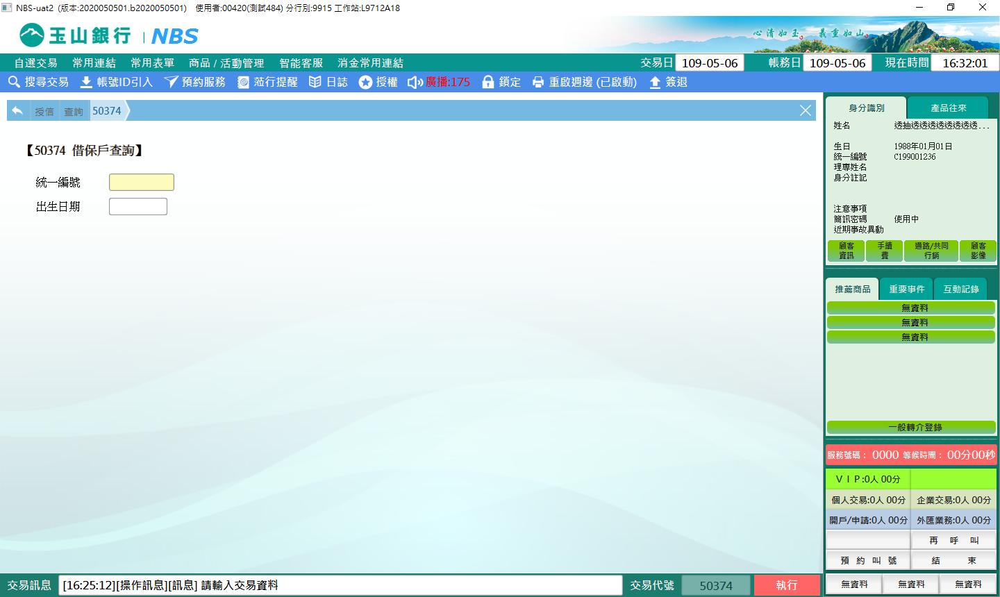 NBS-uat2 (版本:2020050501.b2020050501) 使用者:00420(測試484) 分行別:9915 工作站:L9712A18
玉山銀行 | NBS
心清如玉。 義重如山。
自選交易 常用連結 常用表單 商品 / 活動管理 智能客服 消金常用連結 交易日 109-05-06 帳務日 109-05-06 現在時間 16:32:01
搜尋交易 帳號ID引入 預約服務 蒞行提醒 日誌 授權 廣播:175 鎖定 重啟週邊 (已啟動) 簽退
授信 查詢 50374
【50374 借保戶查詢】
統一編號
出生日期
身分識別 產品往來
姓名 透抽透透透透透透透透...
生日 1988年01月01日
統一編號 C199001236
理專姓名
身分註記
注意事項
簡訊密碼 使用中
近期事故異動
顧客資訊 手續費 通路/共同行銷 顧客影像
推薦商品 重要事件 互動記錄
無資料
無資料
無資料
一般轉介登錄
服務號碼： 0000 等候時間： 00分00秒
ＶＩＰ:0人 00分
個人交易:0人 00分 企業交易:0人 00分
開戶/申請:0人 00分 外匯業務:0人 00分
再 呼 叫
預 約 叫 號 結 束
無資料 無資料 無資料
交易訊息 [16:25:12][操作訊息][訊息] 請輸入交易資料 交易代號 50374 執行